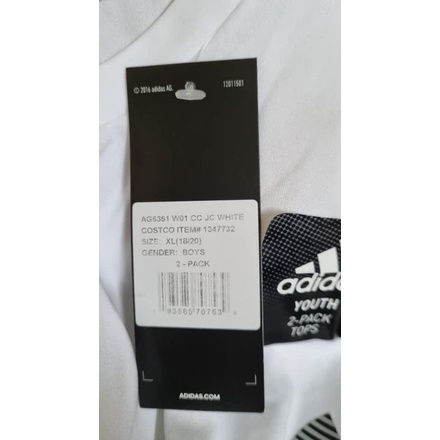 © 2016 adidas AG.
12011501
AG5351 W01 CC JC WHITE
COSTCO ITEM# 1347732
SIZE: XL(18/20)
GENDER: BOYS
2 - PACK
ADIDAS.COM
adidas
YOUTH
2-PACK
TOPS